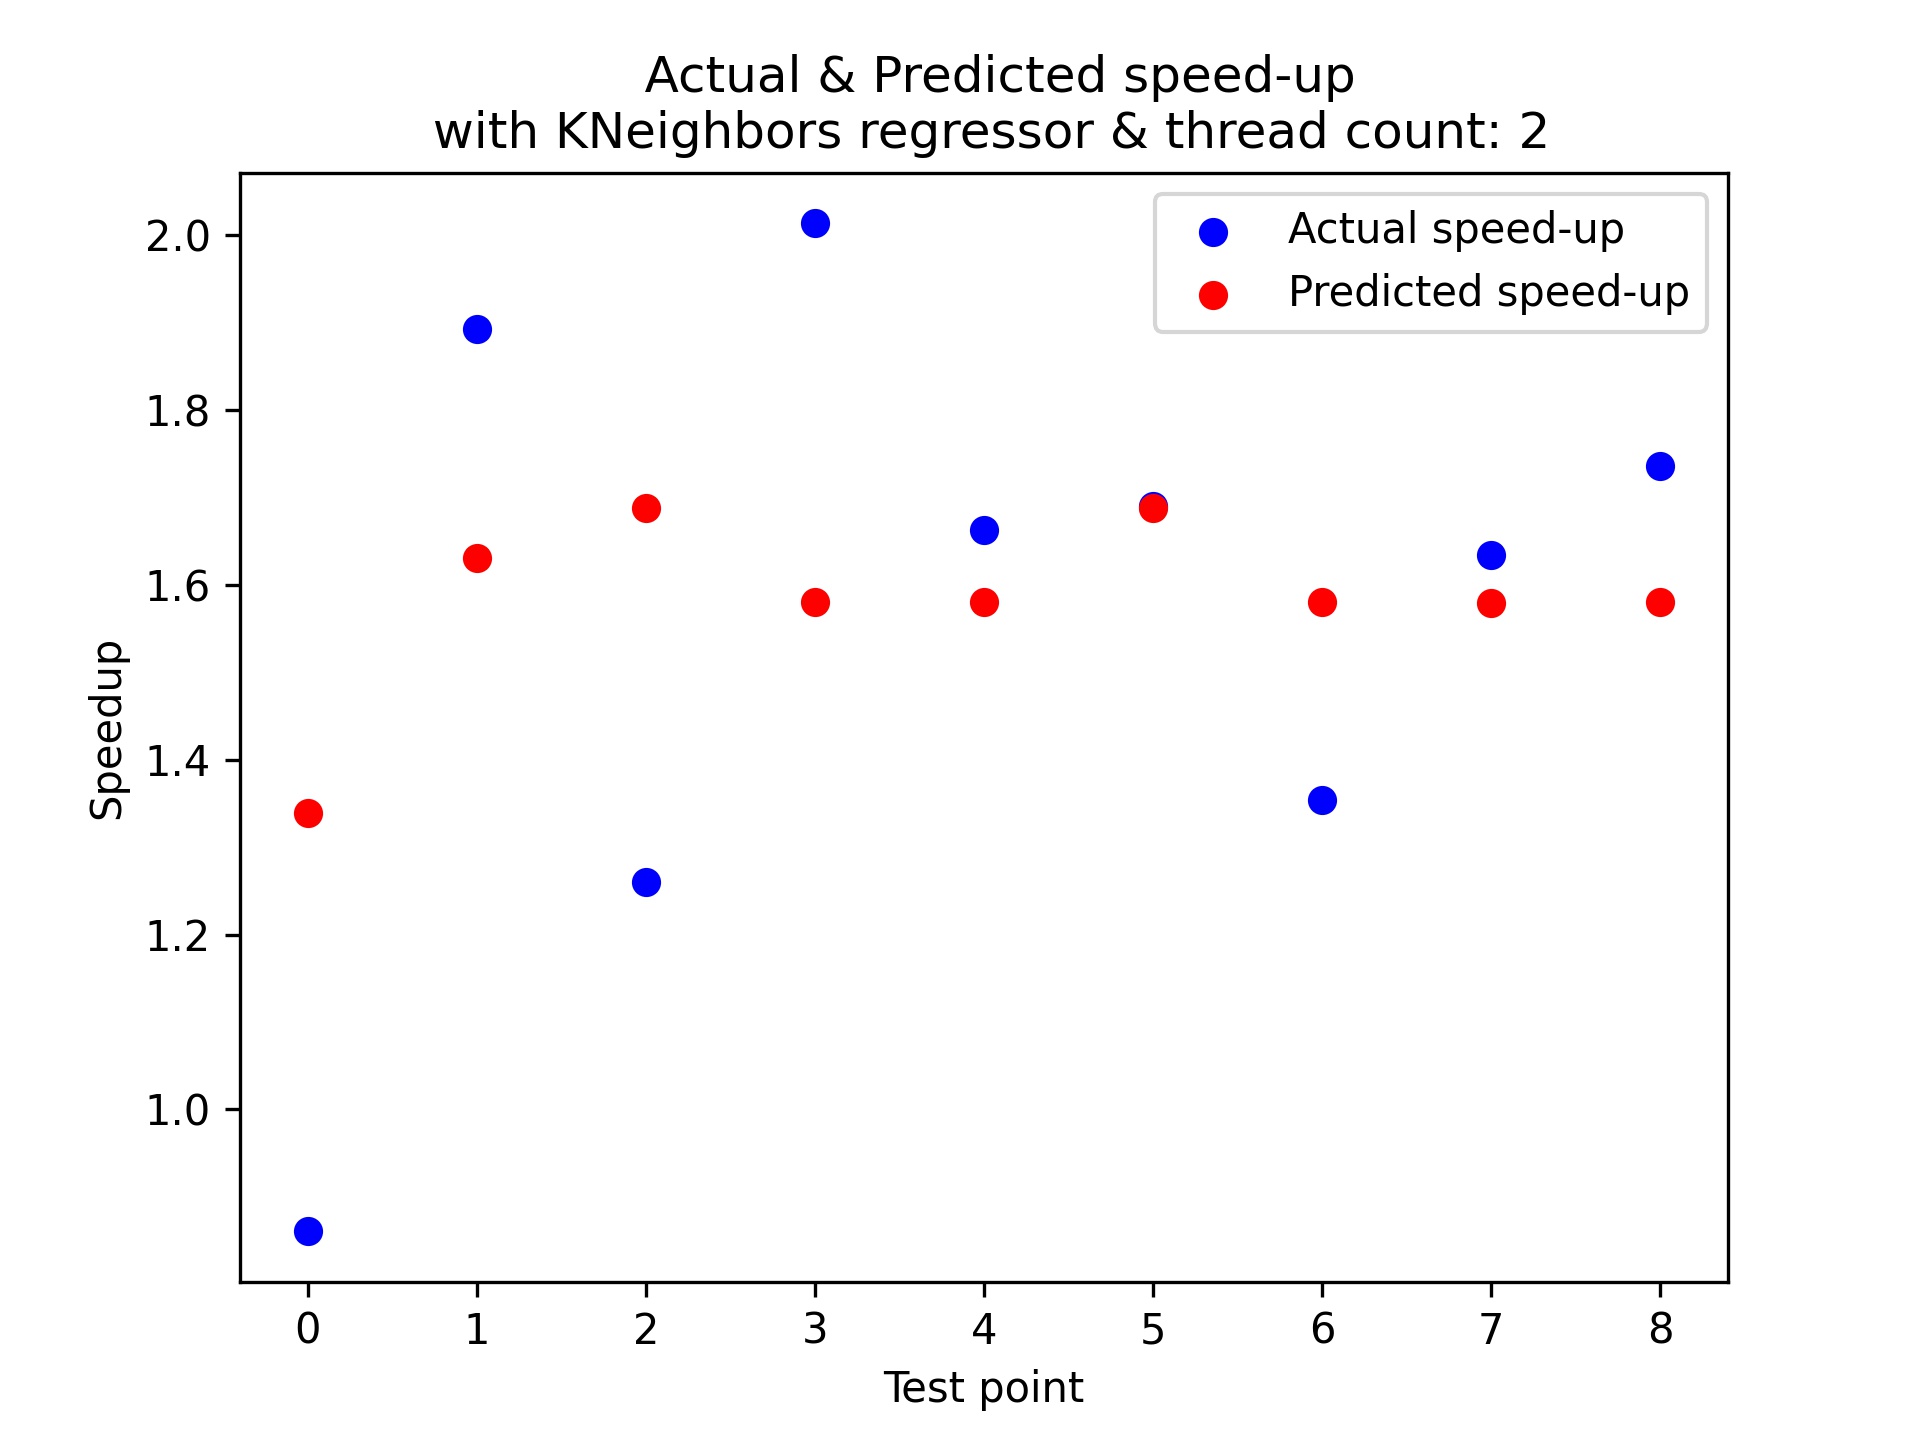 Actual & Predicted speed-up
with KNeighbors regressor & thread count: 2
Actual speed-up
Predicted speed-up
2.0
1.8
1.6
1.4
1.2
1.0
Speedup
0 1 2 3 4 5 6 7 8
Test point